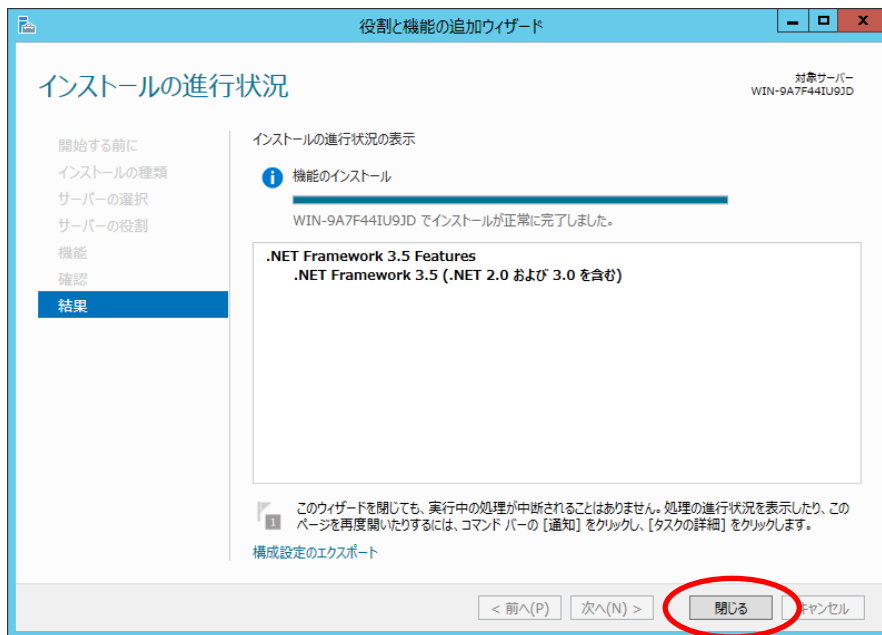 役割と機能の追加ウィザード
インストールの進行状況
対象サーバー
WIN-9A7F44IU9JD
開始する前に
インストールの種類
サーバーの選択
サーバーの役割
機能
確認
結果
インストールの進行状況の表示
機能のインストール
WIN-9A7F44IU9JD でインストールが正常に完了しました。
.NET Framework 3.5 Features
.NET Framework 3.5 (.NET 2.0 および 3.0 を含む)
1
このウィザードを閉じても、実行中の処理が中断されることはありません。処理の進行状況を表示したり、この
ページを再度開いたりするには、コマンド バーの [通知] をクリックし、[タスクの詳細] をクリックします。
構成設定のエクスポート
< 前へ(P)
次へ(N) >
閉じる
キャンセル